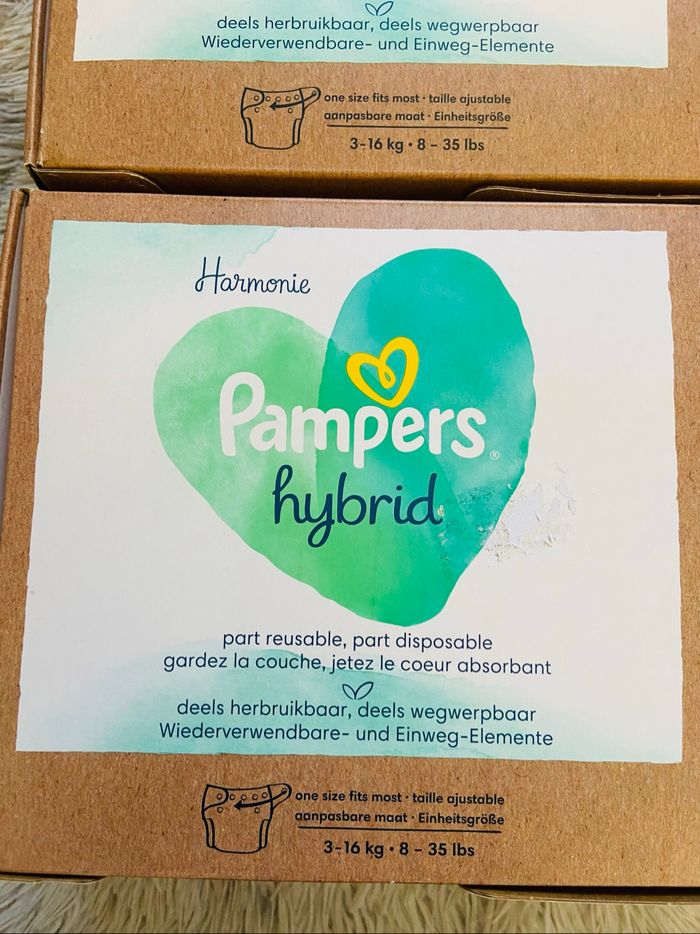 deels herbruikbaar, deels wegwerpbaar
Wiederverwendbare- und Einweg-Elemente
one size fits most · taille ajustable
aanpasbare maat · Einheitsgröße
3-16 kg • 8 - 35 lbs
Harmonie
Pampers®
hybrid
part reusable, part disposable
gardez la couche, jetez le coeur absorbant
deels herbruikbaar, deels wegwerpbaar
Wiederverwendbare- und Einweg-Elemente
one size fits most · taille ajustable
aanpasbare maat · Einheitsgröße
3-16 kg • 8 - 35 lbs